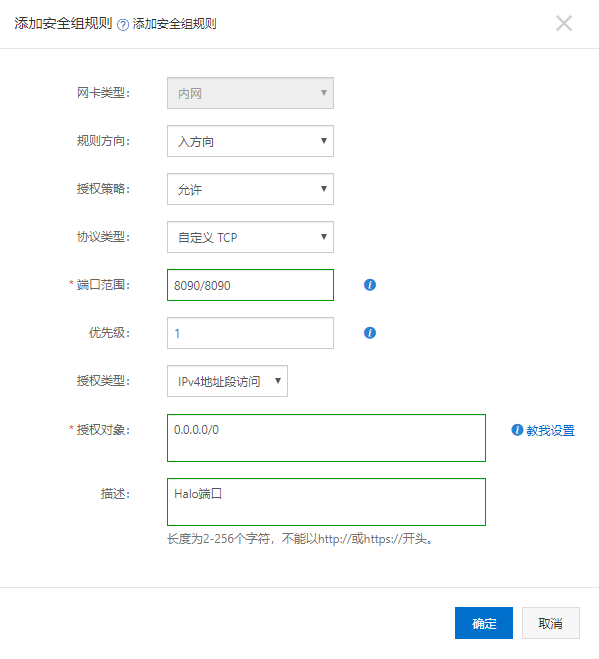 添加安全组规则 添加安全组规则
网卡类型： 内网
规则方向： 入方向
授权策略： 允许
协议类型： 自定义 TCP
* 端口范围： 8090/8090
优先级： 1
授权类型： IPv4地址段访问
* 授权对象： 0.0.0.0/0 教我设置
描述： Halo端口
长度为2-256个字符，不能以http://或https://开头。
确定 取消